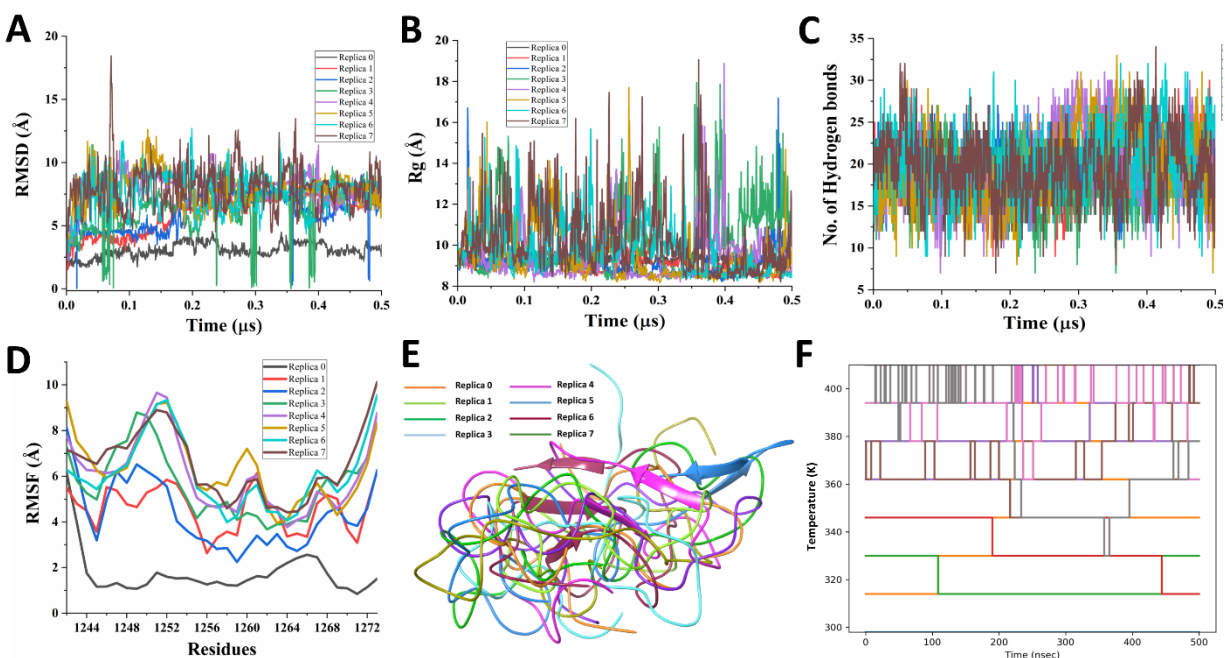 A
RMSD (Å)
20
15
10
5
0
Replica 0
Replica 1
Replica 2
Replica 3
Replica 4
Replica 5
Replica 6
Replica 7
0.0 0.1 0.2 0.3 0.4 0.5
Time (μs)
B
Rg (Å)
20
18
16
14
12
10
8
Replica 0
Replica 1
Replica 2
Replica 3
Replica 4
Replica 5
Replica 6
Replica 7
0.0 0.1 0.2 0.3 0.4 0.5
Time (μs)
C
No. of Hydrogen bonds
35
30
25
20
15
10
5
0.0 0.1 0.2 0.3 0.4 0.5
Time (μs)
D
RMSF (Å)
10
8
6
4
2
0
Replica 0
Replica 1
Replica 2
Replica 3
Replica 4
Replica 5
Replica 6
Replica 7
1244 1248 1252 1256 1260 1264 1268 1272
Residues
E
Replica 0 Replica 4
Replica 1 Replica 5
Replica 2 Replica 6
Replica 3 Replica 7
F
Temperature (K)
400
380
360
340
320
300
0 100 200 300 400 500
Time (nsec)